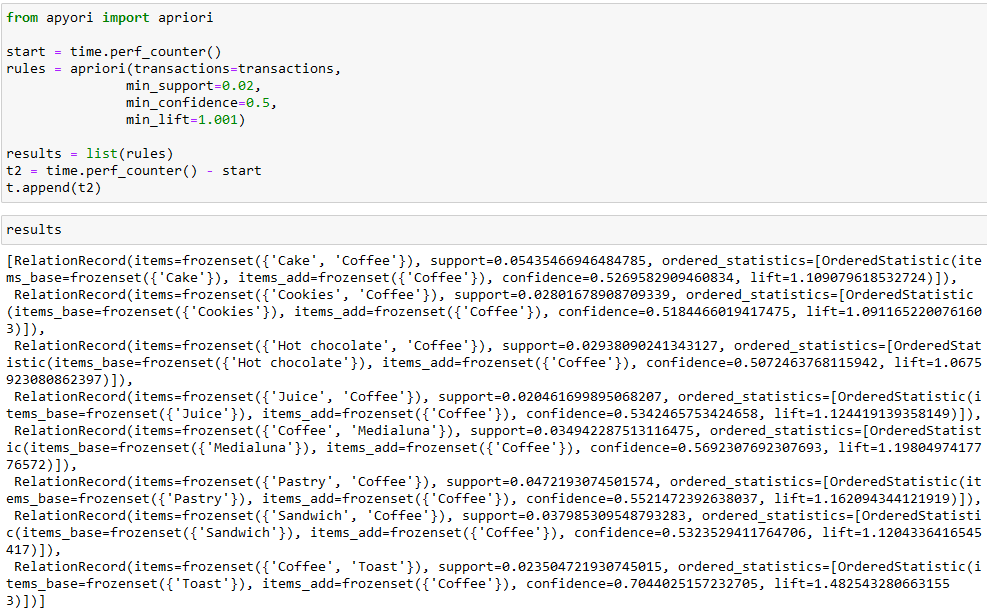 from apyori import apriori
start = time.perf_counter()
rules = apriori(transactions=transactions,
min_support=0.02,
min_confidence=0.5,
min_lift=1.001)
results = list(rules)
t2 = time.perf_counter() - start
t.append(t2)
results
[RelationRecord(items=frozenset({'Cake', 'Coffee'}), support=0.05435466946484785, ordered_statistics=[OrderedStatistic(ite
ms_base=frozenset({'Cake'}), items_add=frozenset({'Coffee'}), confidence=0.5269582909460834, lift=1.109079618532724)]),
RelationRecord(items=frozenset({'Cookies', 'Coffee'}), support=0.02801678908709339, ordered_statistics=[OrderedStatistic
(items_base=frozenset({'Cookies'}), items_add=frozenset({'Coffee'}), confidence=0.5184466019417475, lift=1.091165220076160
3)]),
RelationRecord(items=frozenset({'Hot chocolate', 'Coffee'}), support=0.02938090241343127, ordered_statistics=[OrderedStat
istic(items_base=frozenset({'Hot chocolate'}), items_add=frozenset({'Coffee'}), confidence=0.5072463768115942, lift=1.0675
923080862397)]),
RelationRecord(items=frozenset({'Juice', 'Coffee'}), support=0.020461699895068207, ordered_statistics=[OrderedStatistic(i
tems_base=frozenset({'Juice'}), items_add=frozenset({'Coffee'}), confidence=0.5342465753424658, lift=1.124419139358149)]),
RelationRecord(items=frozenset({'Coffee', 'Medialuna'}), support=0.034942287513116475, ordered_statistics=[OrderedStatist
ic(items_base=frozenset({'Medialuna'}), items_add=frozenset({'Coffee'}), confidence=0.5692307692307693, lift=1.19804974177
76572)]),
RelationRecord(items=frozenset({'Pastry', 'Coffee'}), support=0.0472193074501574, ordered_statistics=[OrderedStatistic(it
ems_base=frozenset({'Pastry'}), items_add=frozenset({'Coffee'}), confidence=0.5521472392638037, lift=1.162094344121919)]),
RelationRecord(items=frozenset({'Sandwich', 'Coffee'}), support=0.037985309548793283, ordered_statistics=[OrderedStatisti
c(items_base=frozenset({'Sandwich'}), items_add=frozenset({'Coffee'}), confidence=0.5323529411764706, lift=1.1204336416545
417)]),
RelationRecord(items=frozenset({'Coffee', 'Toast'}), support=0.023504721930745015, ordered_statistics=[OrderedStatistic(i
tems_base=frozenset({'Toast'}), items_add=frozenset({'Coffee'}), confidence=0.7044025157232705, lift=1.482543280663155
3)])]